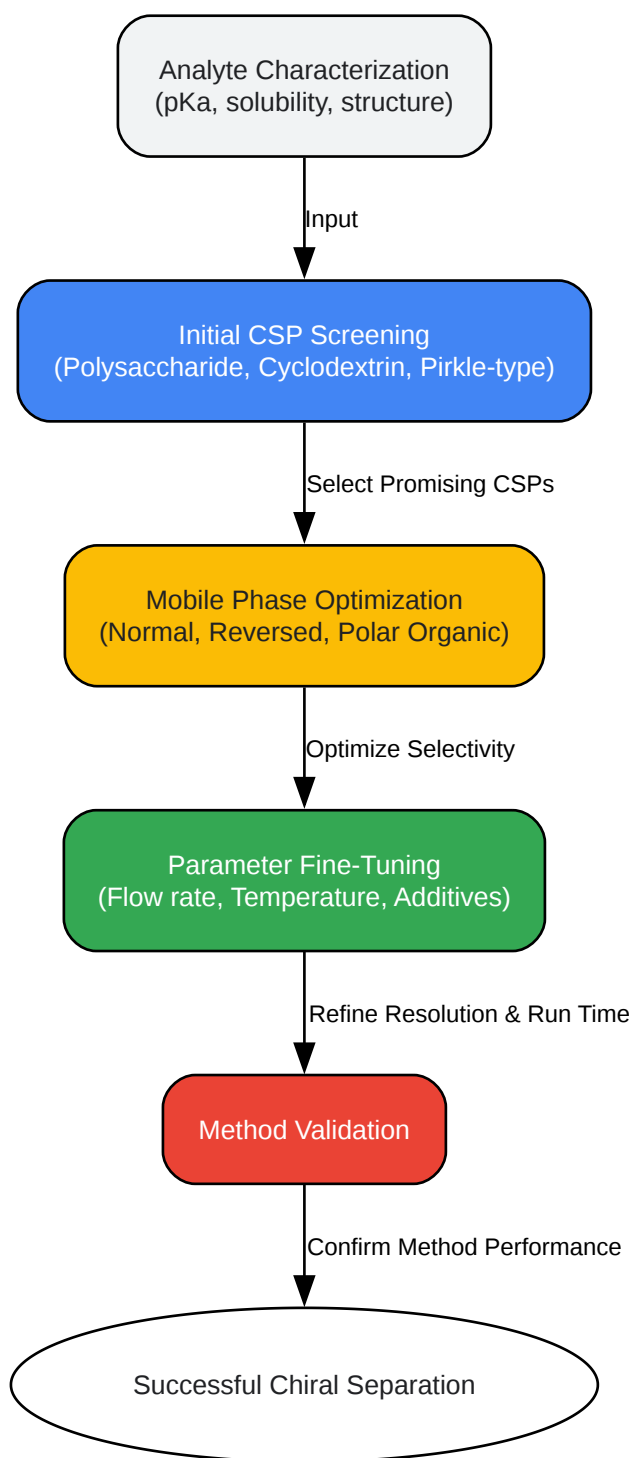 Analyte Characterization
(pKa, solubility, structure)
Input
Initial CSP Screening
(Polysaccharide, Cyclodextrin, Pirkle-type)
Select Promising CSPs
Mobile Phase Optimization
(Normal, Reversed, Polar Organic)
Optimize Selectivity
Parameter Fine-Tuning
(Flow rate, Temperature, Additives)
Refine Resolution & Run Time
Method Validation
Confirm Method Performance
Successful Chiral Separation